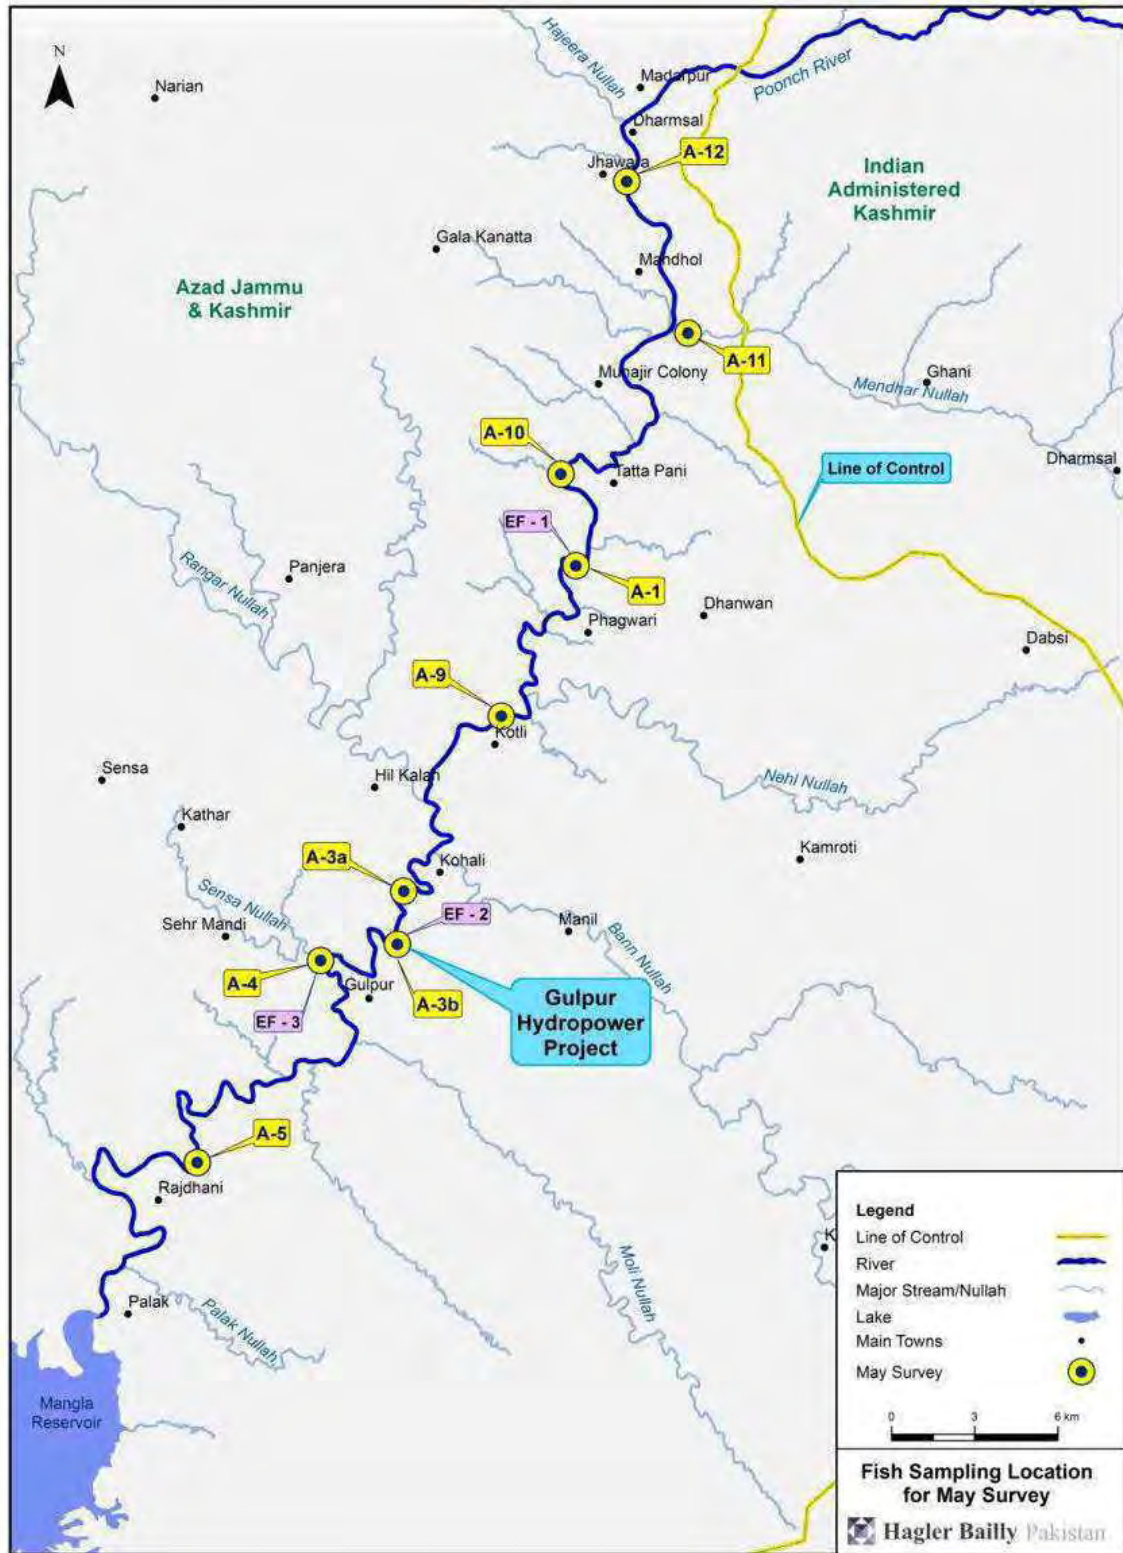 N
Narian
Hajeera Nullah
Madarpur
Poonch River
Dharmsal
A-12
Jhawara
Indian
Administered
Kashmir
Gala Kanatta
Mandhol
Azad Jammu
& Kashmir
A-11
Muhajir Colony
Ghani
Mendhar Nullah
A-10
Tatta Pani
Line of Control
Dharmsal
EF - 1
Rangar Nullah
Panjera
A-1
Dhanwan
Phagwari
Dabsi
A-9
Kotli
Sensa
Hil Kalan
Nehl Nullah
Kathar
A-3a
Kohali
Kamroti
Sensa Nullah
Sehr Mandi
EF - 2
Manil
Bann Nullah
A-4
Gulpur
A-3b
EF - 3
Gulpur
Hydropower
Project
A-5
Rajdhani
Moli Nullah
Palak
Palak Nullah
Mangla
Reservoir
K
Legend
Line of Control
River
Major Stream/Nullah
Lake
Main Towns
May Survey
0 3 6 km
Fish Sampling Location
for May Survey
Hagler Bailly Pakistan